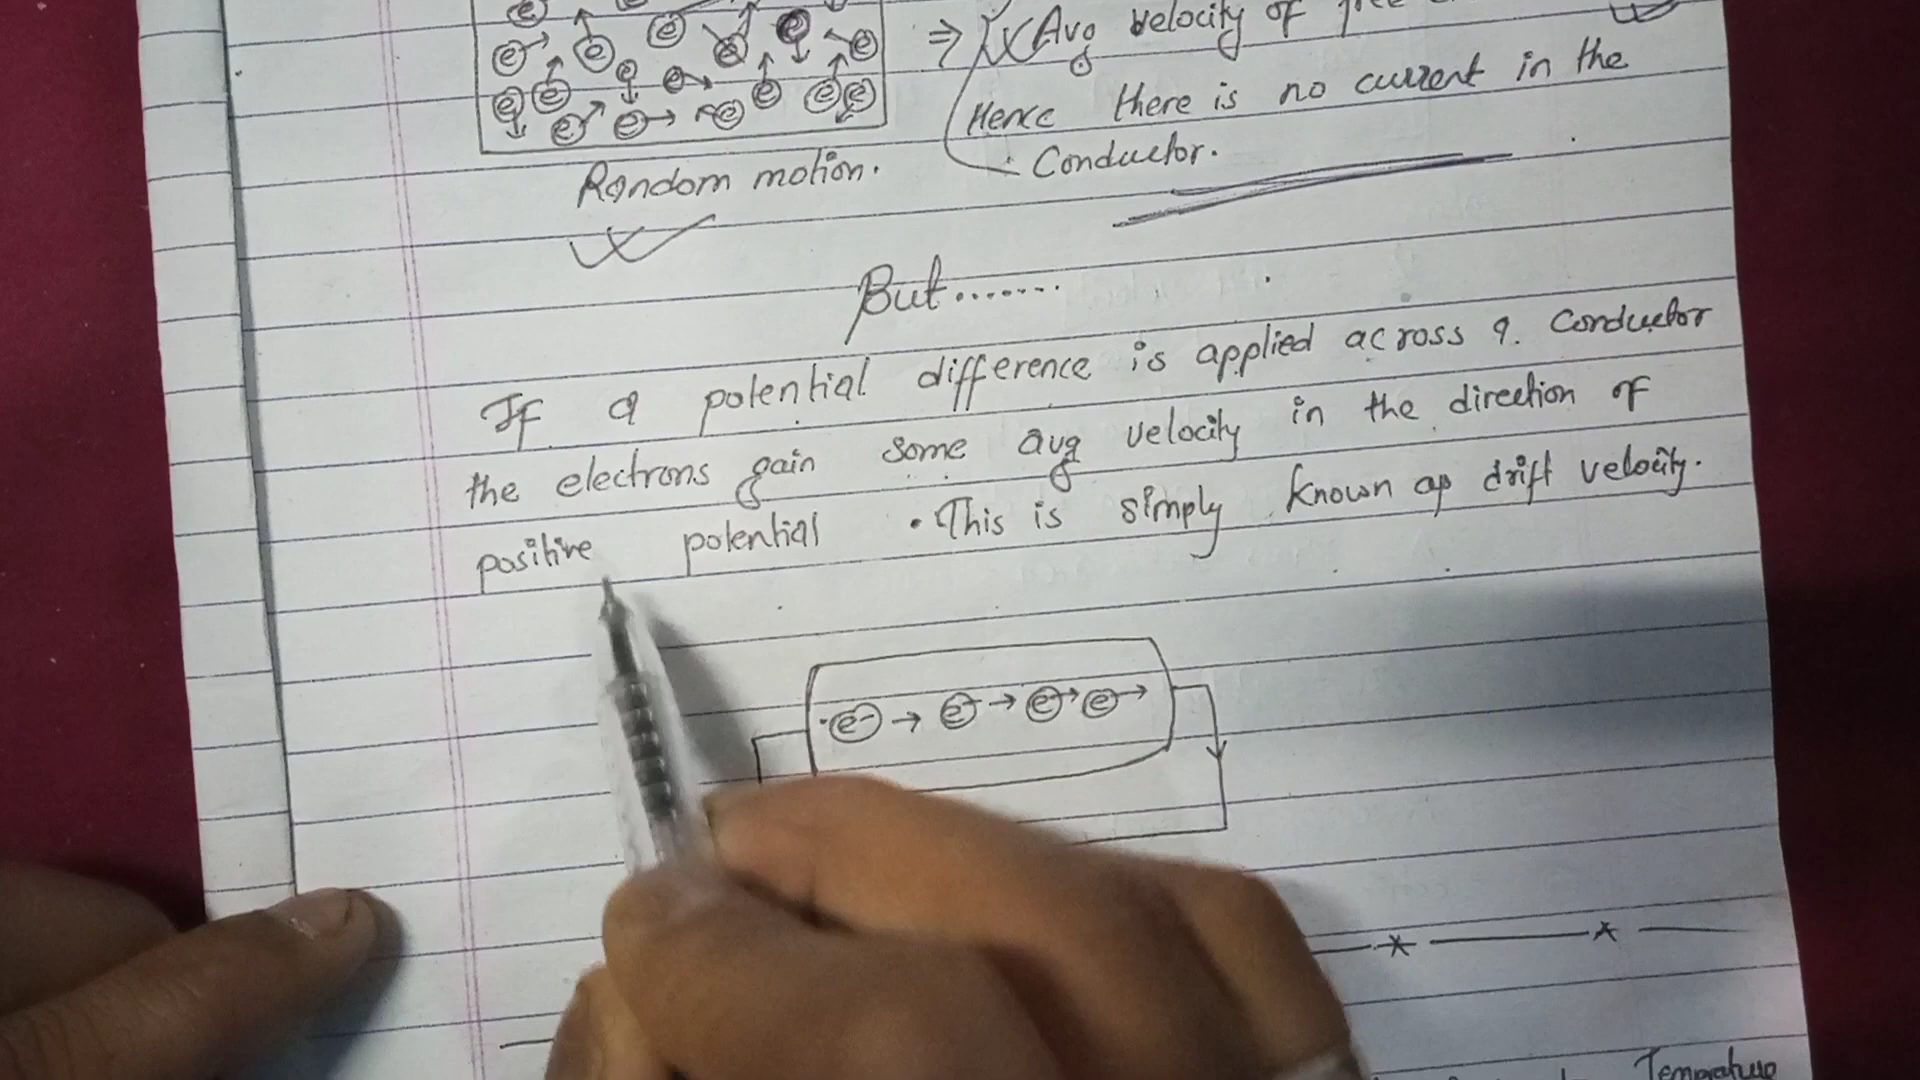 ⇒ Avg velocity of free
Hence there is no current in the
Conductor.
Random motion.
But.......
If a potential difference is applied across a. Conductor
the electrons gain some avg velocity in the direction of
positive potential . This is simply known as drift velocity.
e- → e → e → e →
Temperature